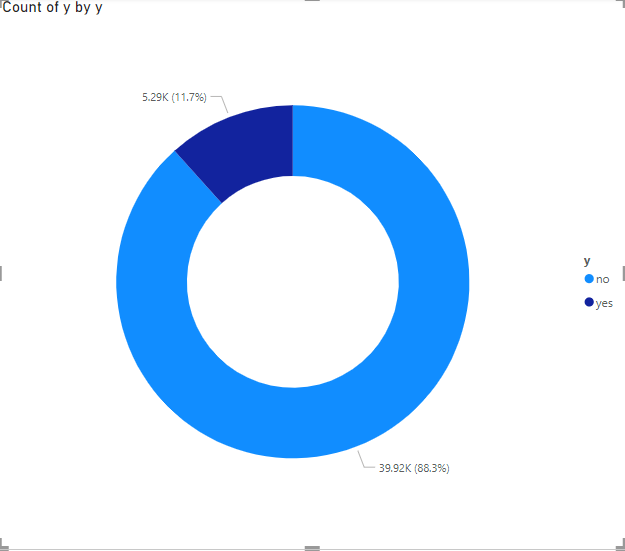 Count of y by y
5.29K (11.7%)
y
no
yes
39.92K (88.3%)